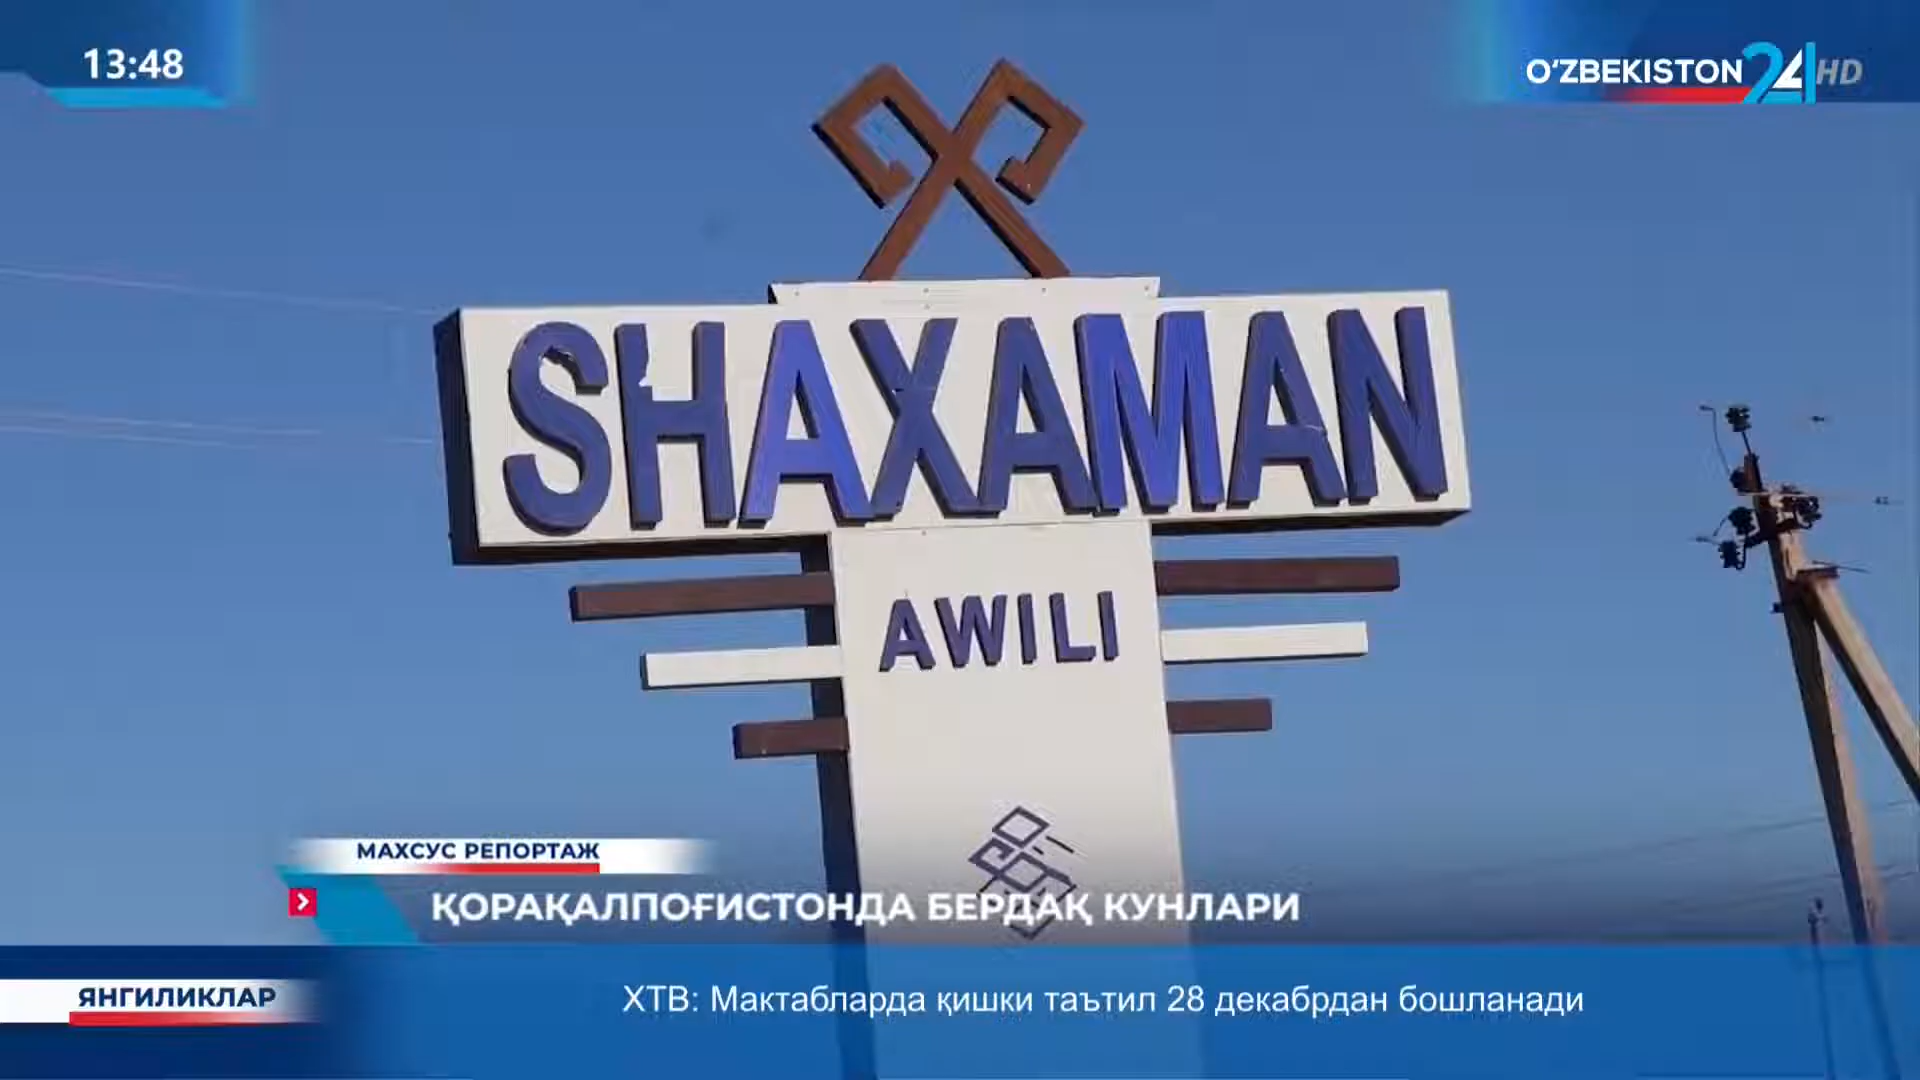 13:48
O‘ZBEKISTON 24 HD
SHAXAMAN
AWILI
МАХСУС РЕПОРТАЖ
ҚОРАҚАЛПОҒИСТОНДА БЕРДАҚ КУНЛАРИ
ЯНГИЛИКЛАР
ХТВ: Мактабларда қишки таътил 28 декабрдан бошланади